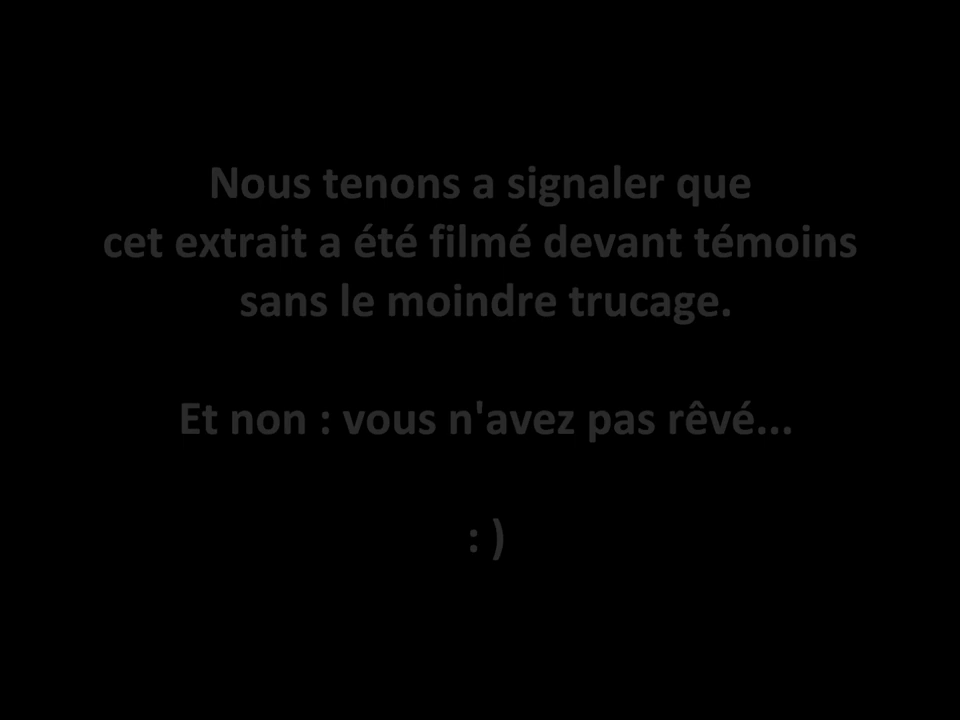 Nous tenons a signaler que
cet extrait a été filmé devant témoins
sans le moindre trucage.
Et non : vous n'avez pas rêvé...
: )